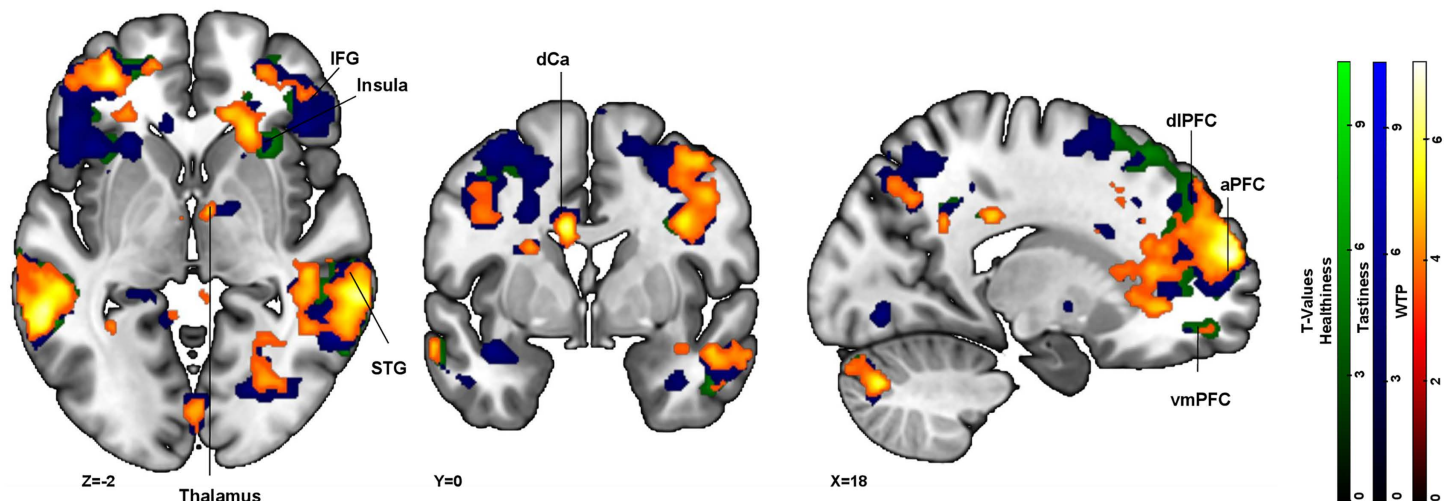 IFG
Insula
STG
Z=-2
Thalamus
dCa
Y=0
dlPFC
aPFC
vmPFC
X=18
T-Values
Healthiness
0 3 6 9
Tastiness
0 3 6 9
WTP
0 2 4 6